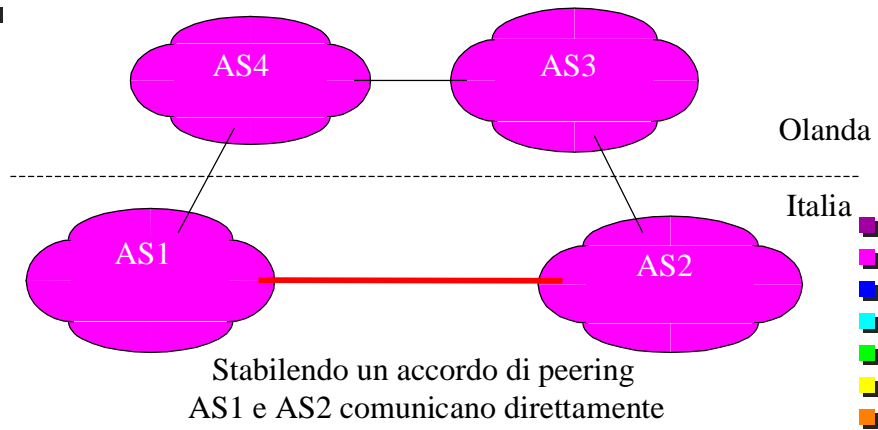 AS4
AS3
Olanda
Italia
AS1
AS2
Stabilendo un accordo di peering
AS1 e AS2 comunicano direttamente